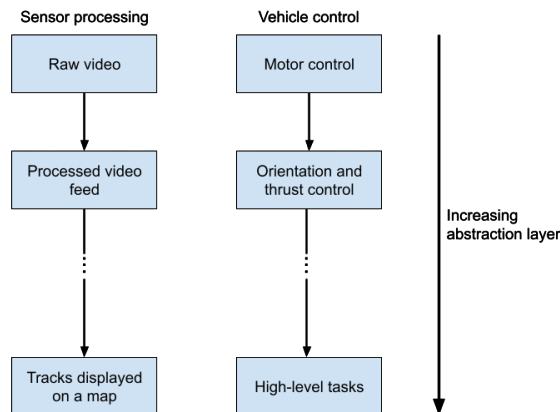 Sensor processing
Vehicle control
Raw video
Motor control
Processed video
feed
Orientation and
thrust control
Increasing
abstraction layer
Tracks displayed
on a map
High-level tasks